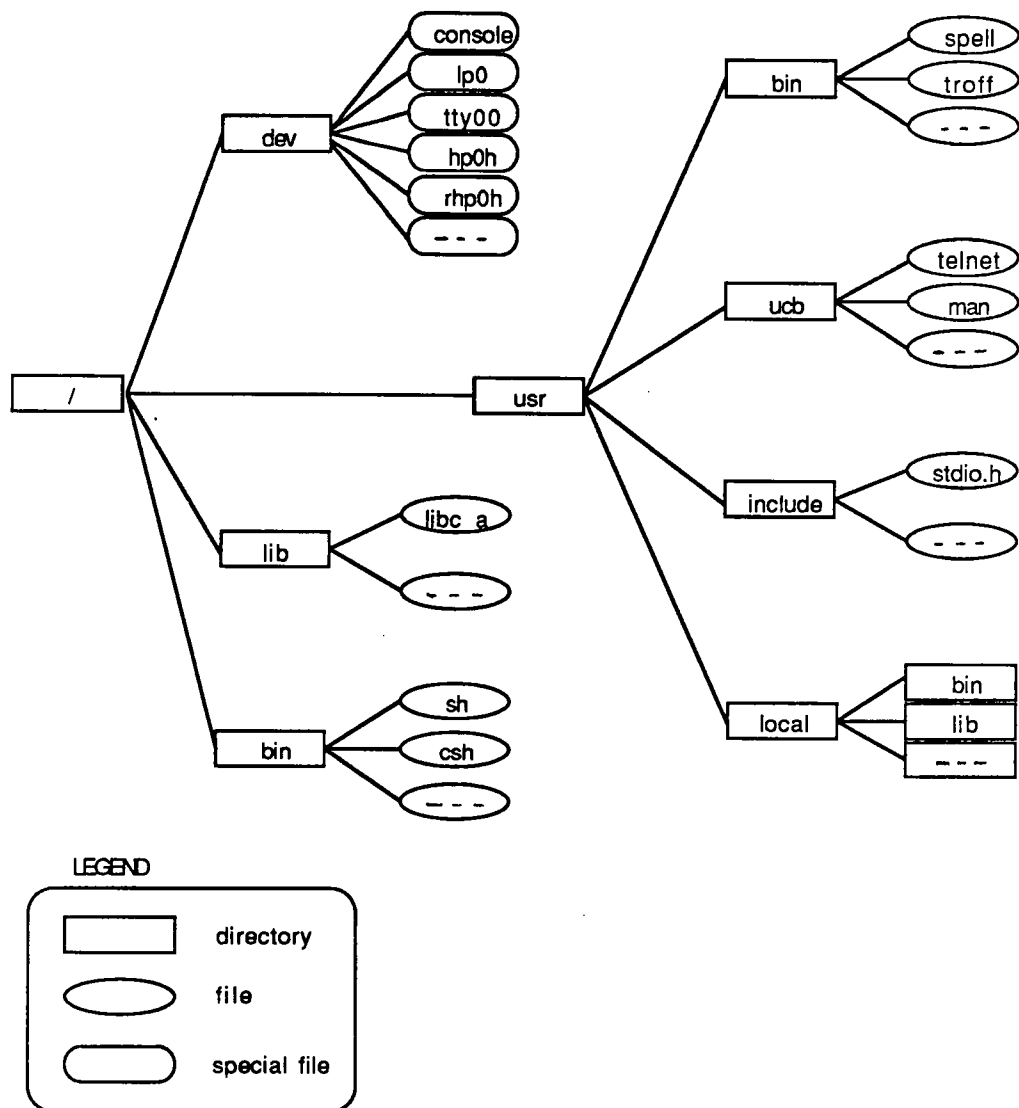 console
lp0
tty00
hp0h
rhp0h
- - -
dev
/
usr
libc a
- - -
lib
sh
csh
- - -
bin
spell
troff
- - -
bin
telnet
man
- - -
ucb
stdio.h
- - -
include
bin
lib
- - -
local
LEGEND
directory
file
special file